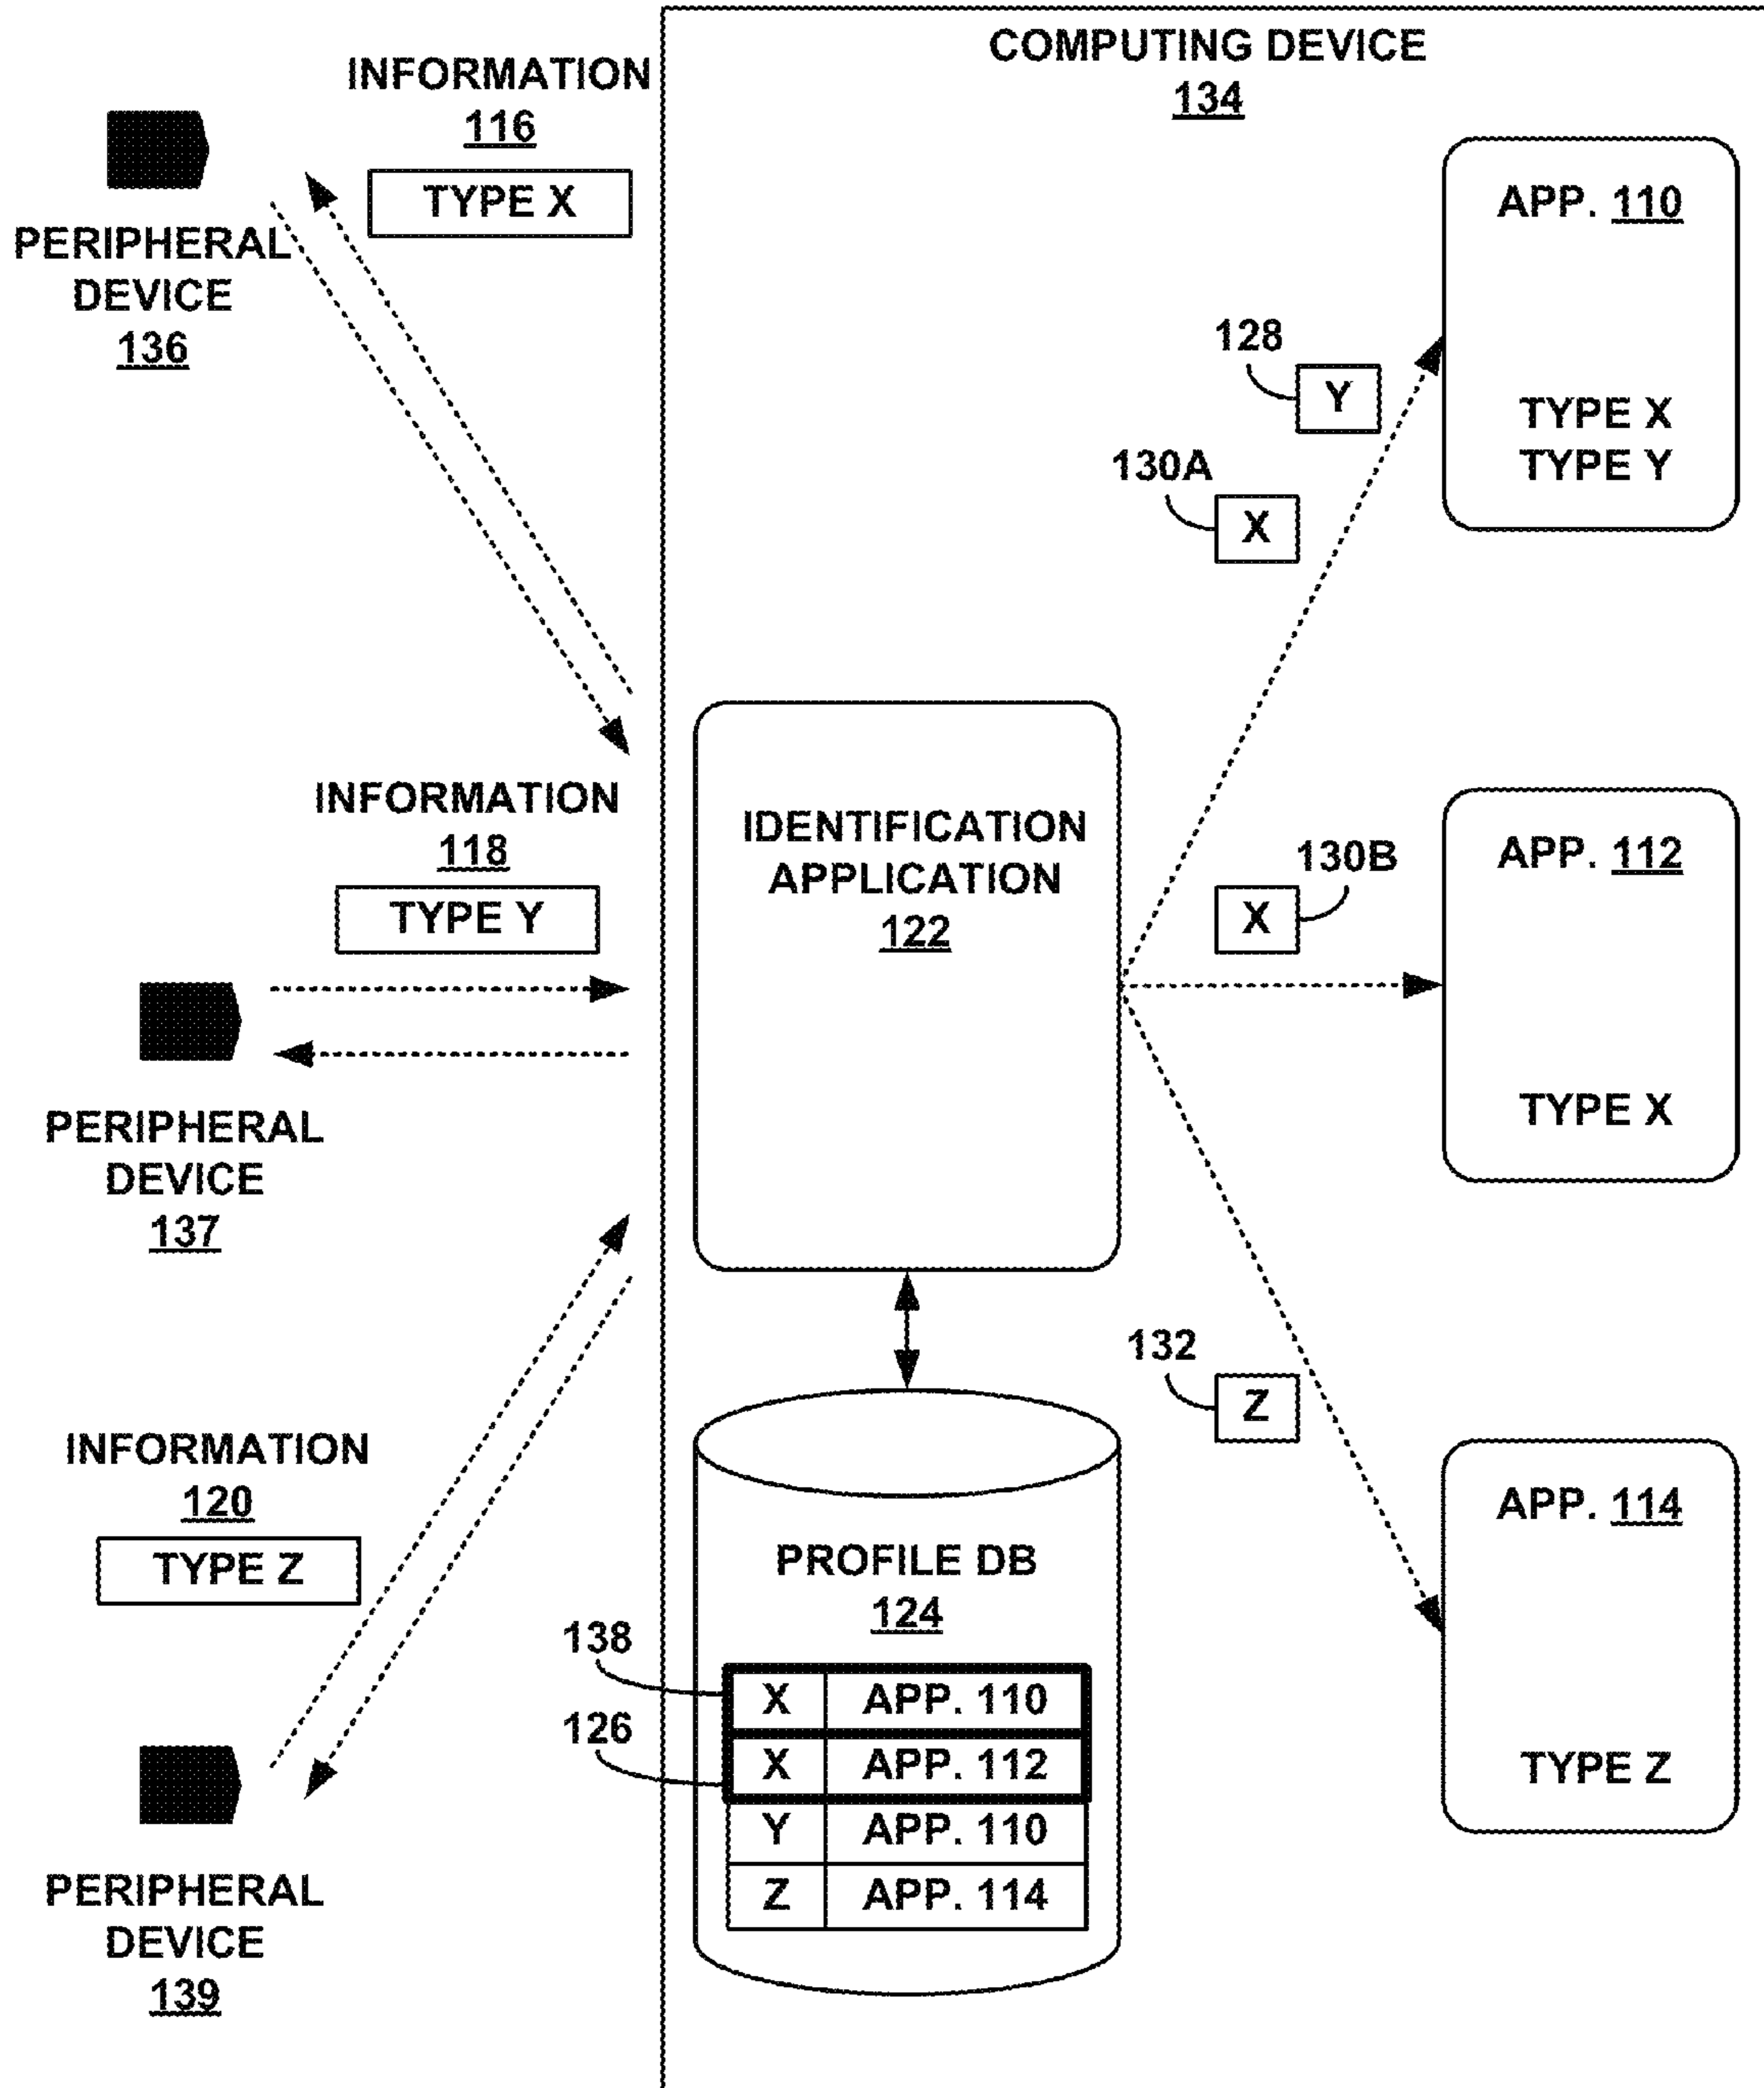 COMPUTING DEVICE
134
INFORMATION
116
TYPE X
PERIPHERAL
DEVICE
136
APP. 110
TYPE X
TYPE Y
128
Y
130A
X
INFORMATION
118
TYPE Y
PERIPHERAL
DEVICE
137
IDENTIFICATION
APPLICATION
122
130B
X
APP. 112
TYPE X
132
Z
INFORMATION
120
TYPE Z
PERIPHERAL
DEVICE
139
PROFILE DB
124
138
126
X APP. 110
X APP. 112
Y APP. 110
Z APP. 114
APP. 114
TYPE Z